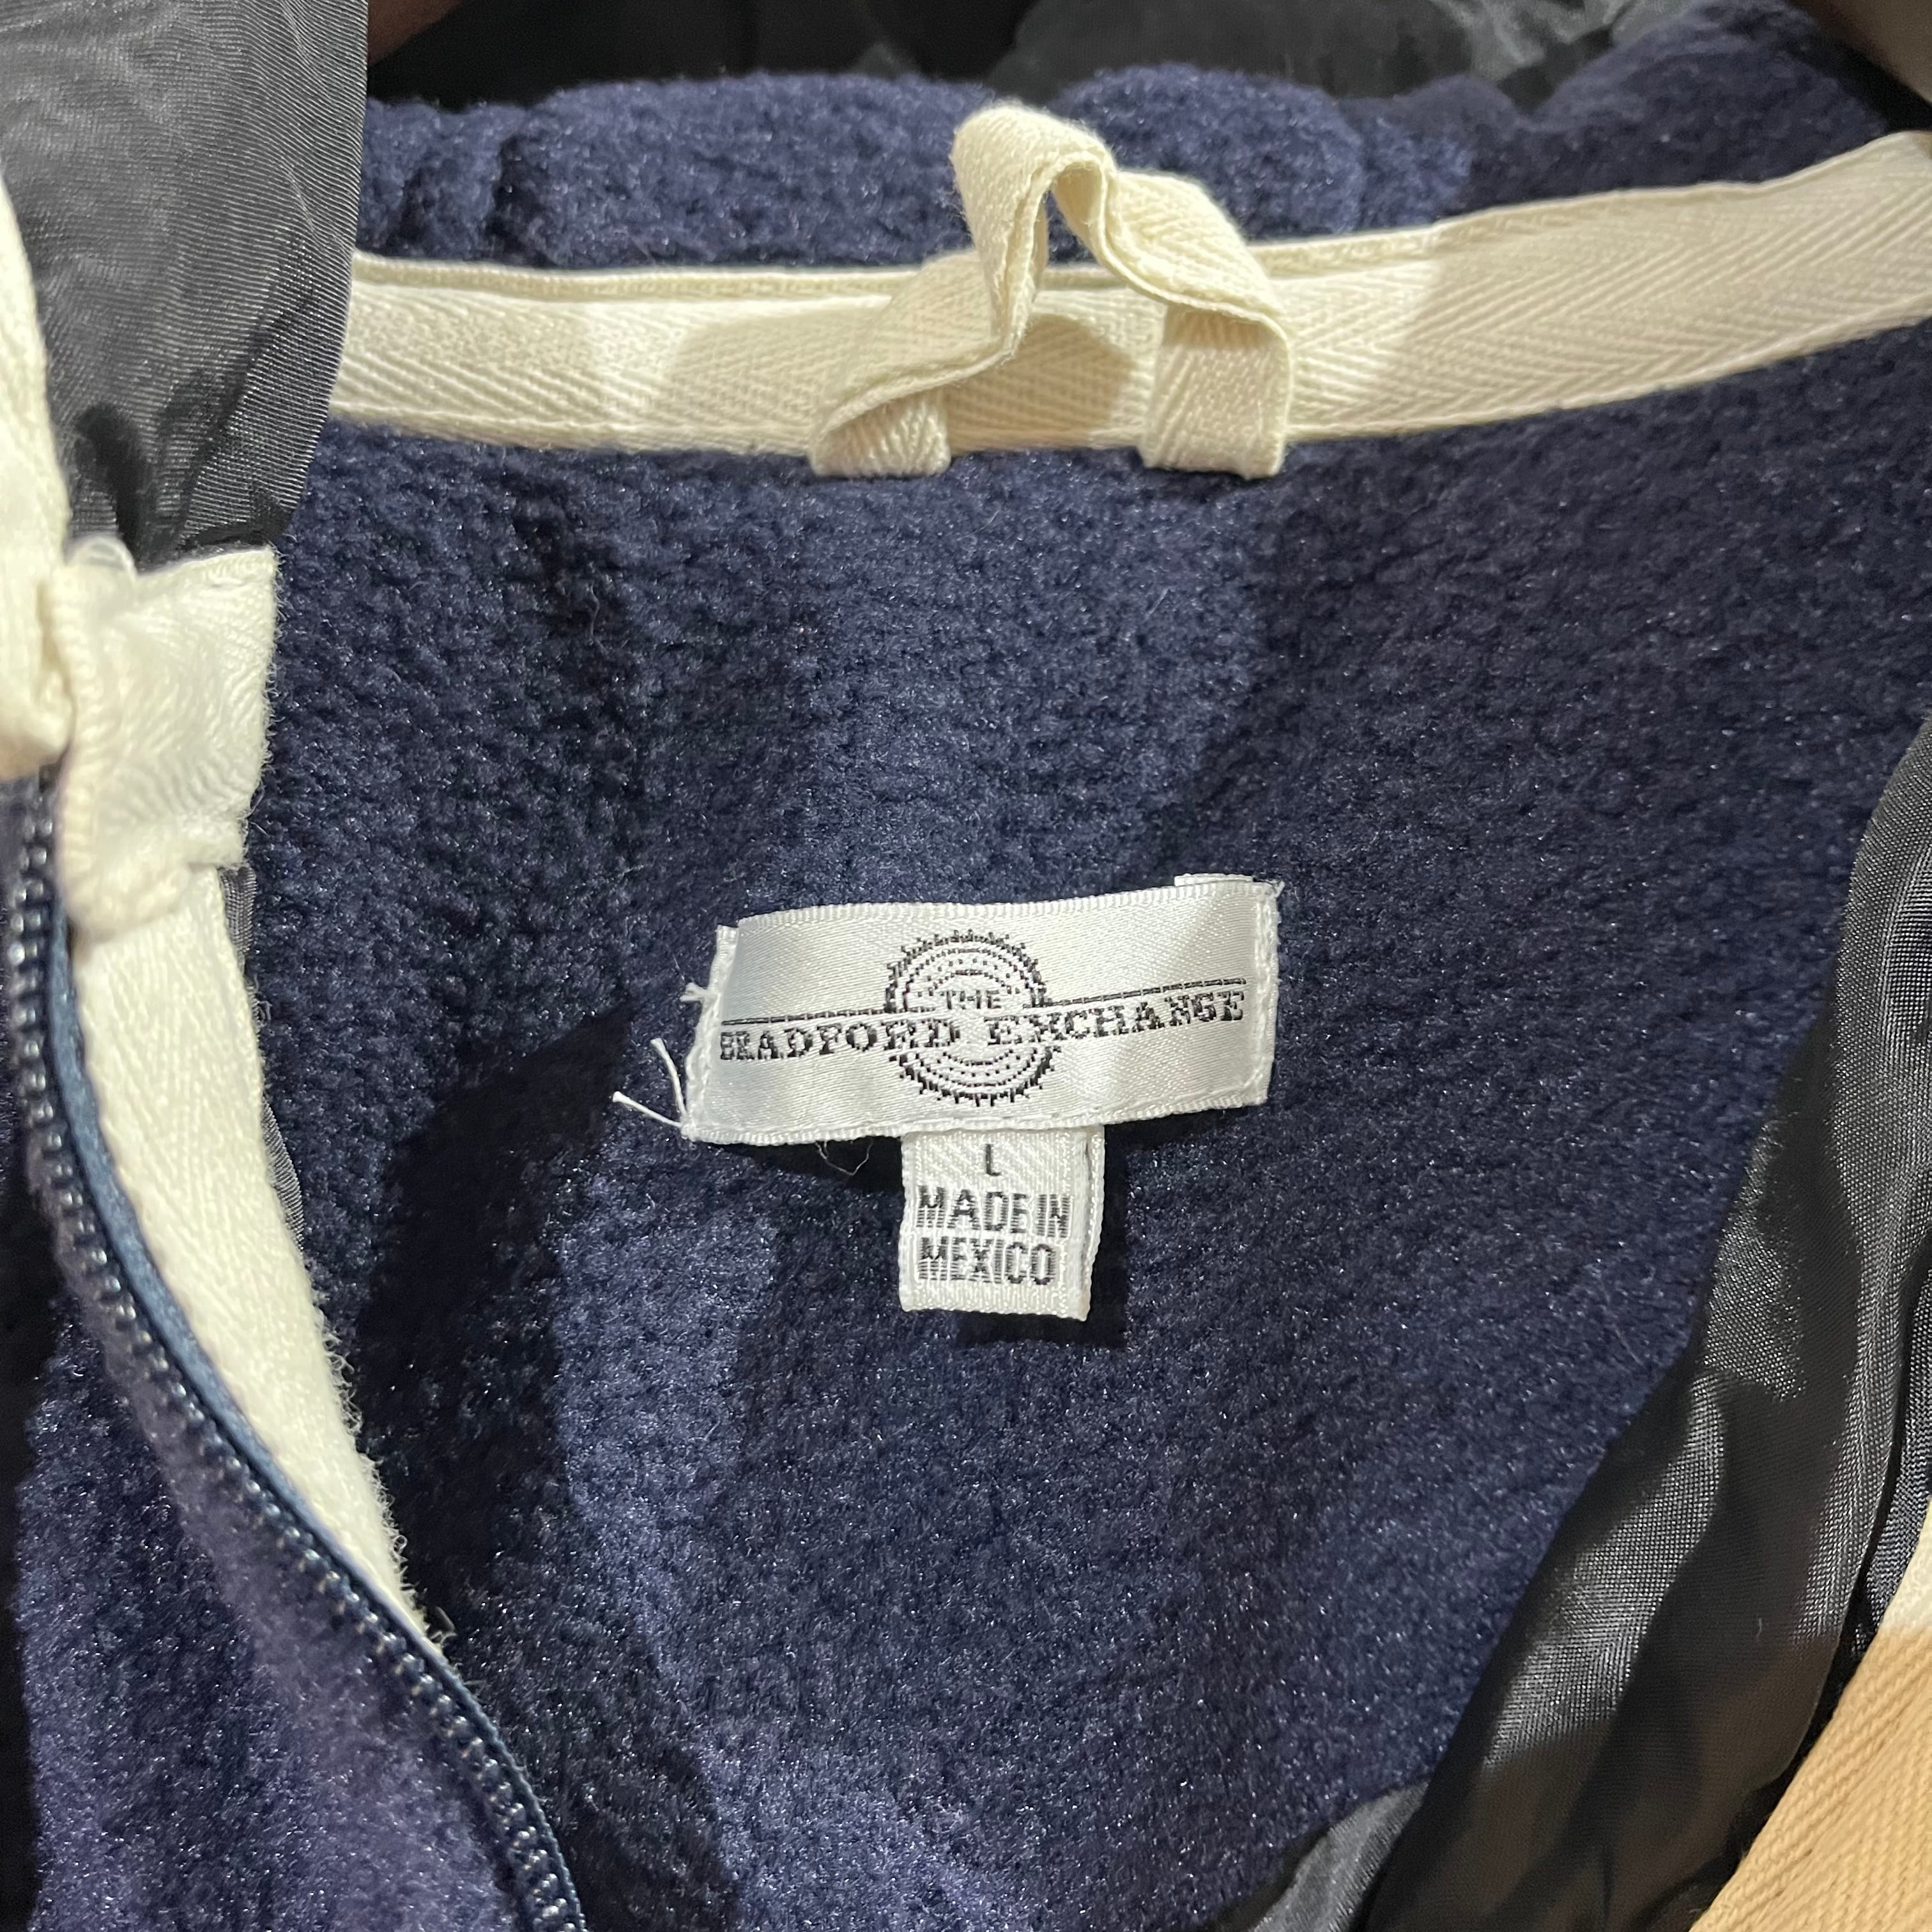 THE
BRADFORD EXCHANGE
L
MADE IN
MEXICO